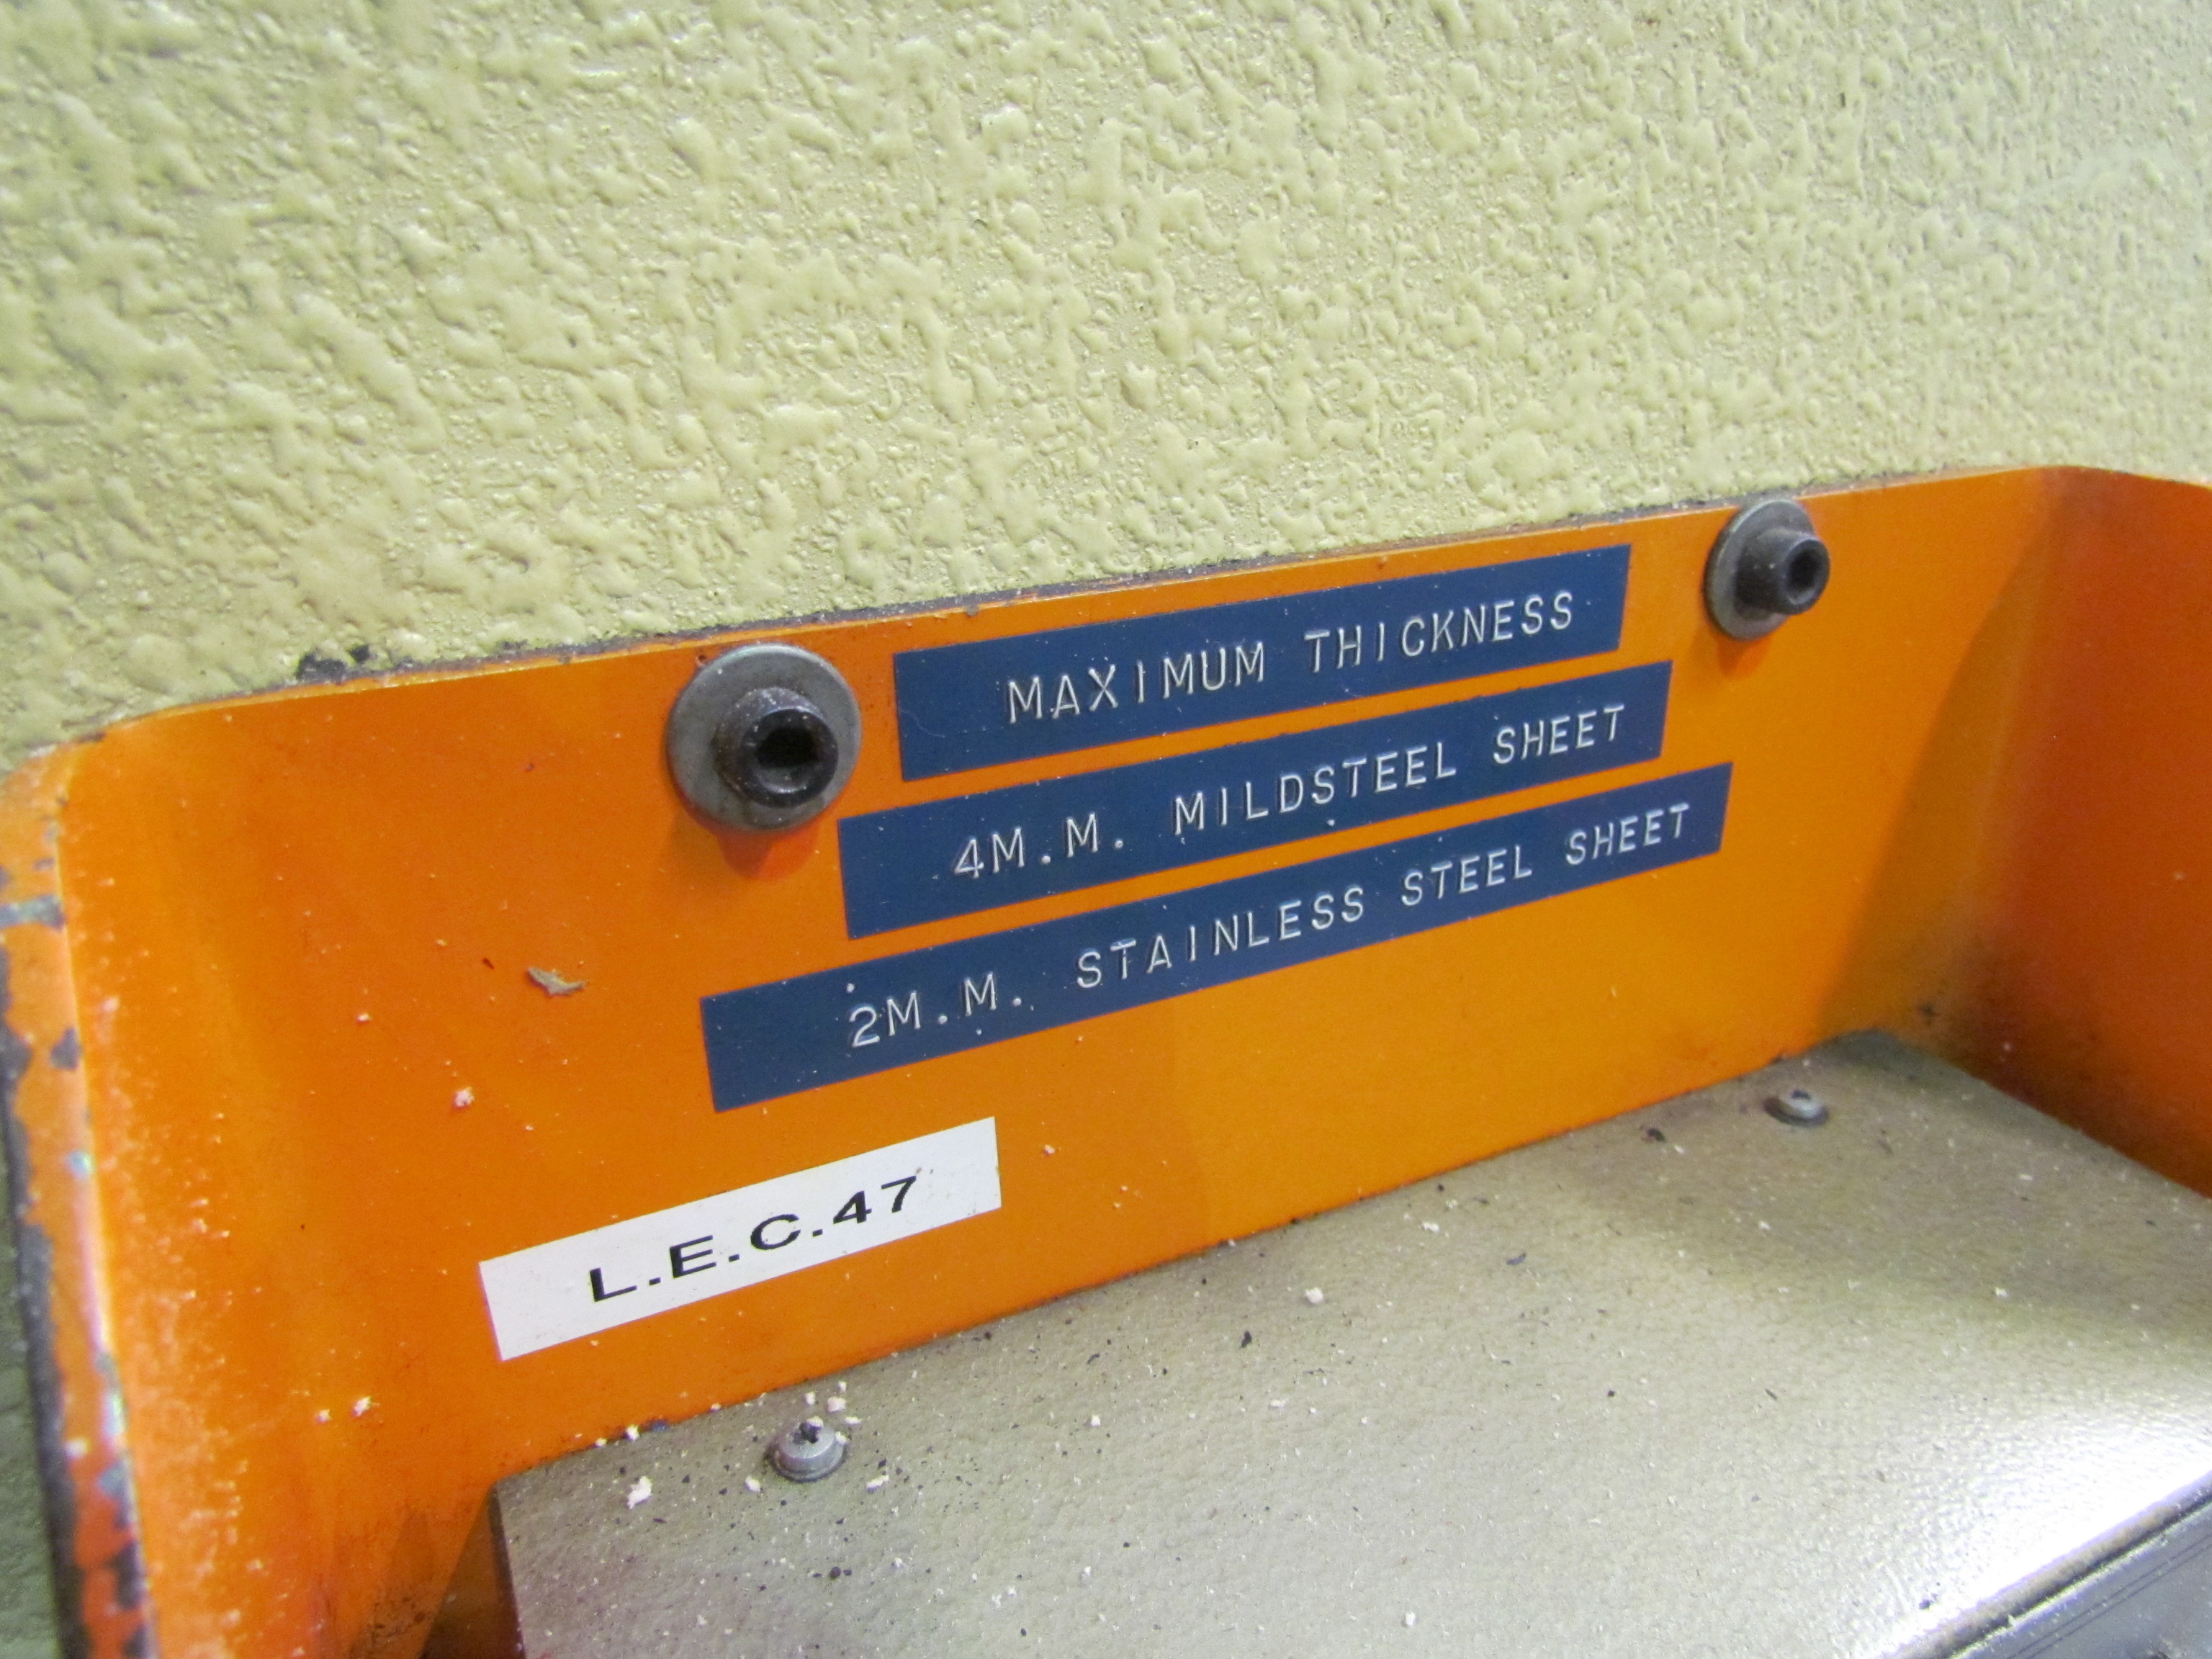 MAXIMUM THICKNESS
4M.M. MILDSTEEL SHEET
2M.M. STAINLESS STEEL SHEET
L.E.C.47